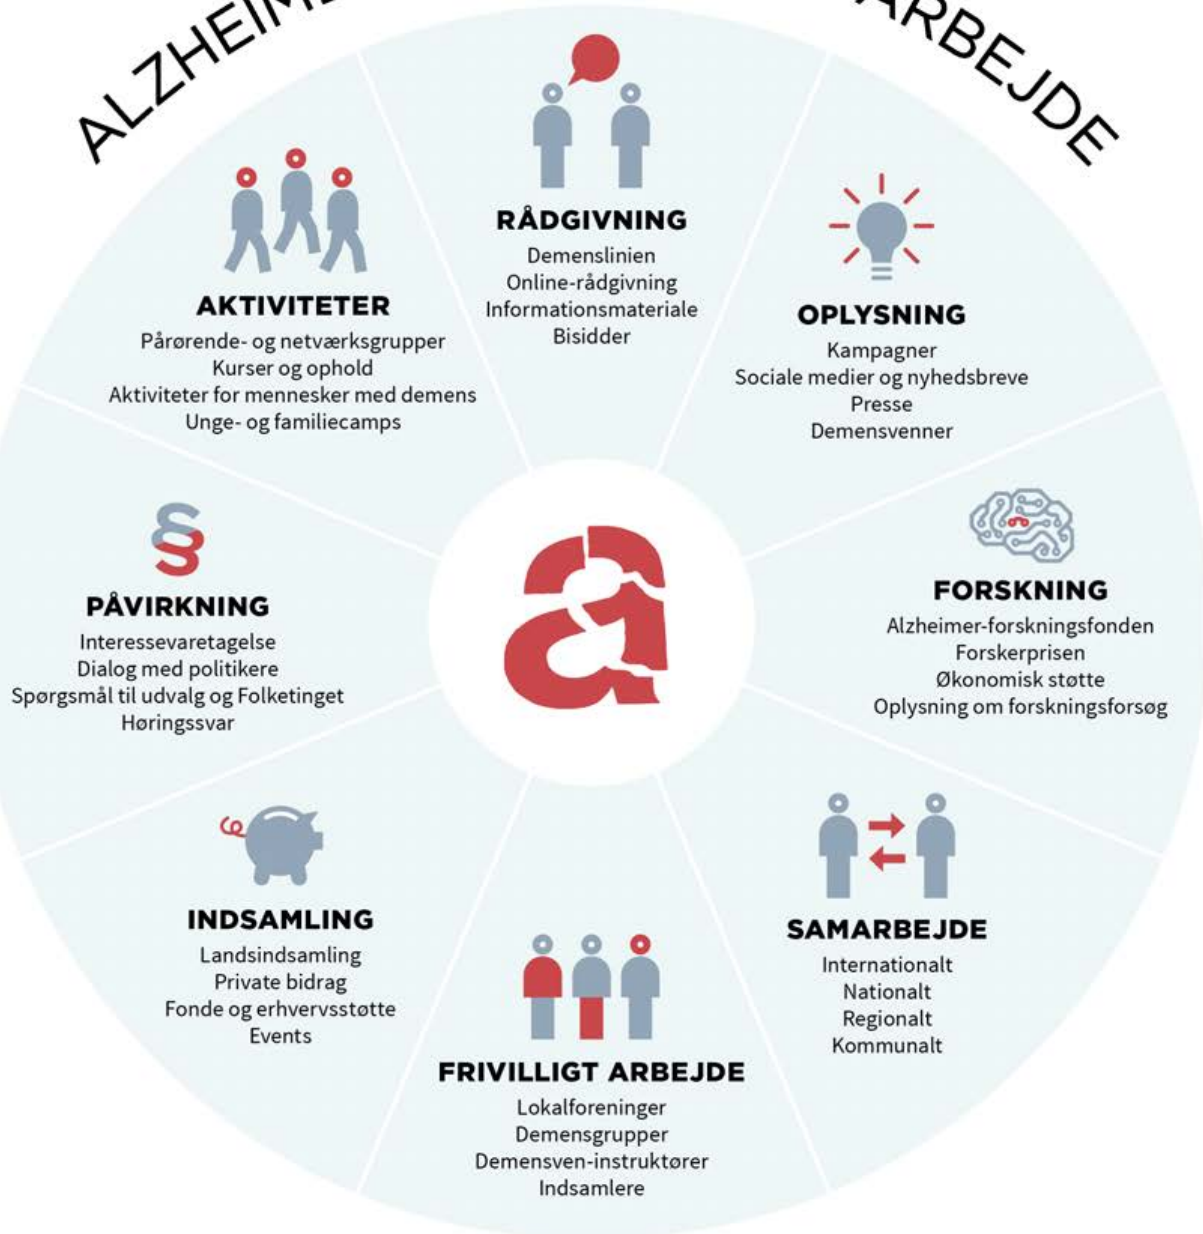 ARBEJDE
RÅDGIVNING
Demenslinien
Online-rådgivning
Informationsmateriale
Bisidder
OPLYSNING
Kampagner
Sociale medier og nyhedsbreve
Presse
Demensvenner
FORSKNING
Alzheimer-forskningsfonden
Forskerprisen
Økonomisk støtte
Oplysning om forskningsforsøg
SAMARBEJDE
Internationalt
Nationalt
Regionalt
Kommunalt
FRIVILLIGT ARBEJDE
Lokalforeninger
Demensgrupper
Demensven-instruktører
Indsamlere
INDSAMLING
Landsindsamling
Private bidrag
Fonde og erhvervsstøtte
Events
§
PÅVIRKNING
Interessevaretagelse
Dialog med politikere
Spørgsmål til udvalg og Folketinget
Høringssvar
AKTIVITETER
Pårørende- og netværksgrupper
Kurser og ophold
Aktiviteter for mennesker med demens
Unge- og familiecamps
a